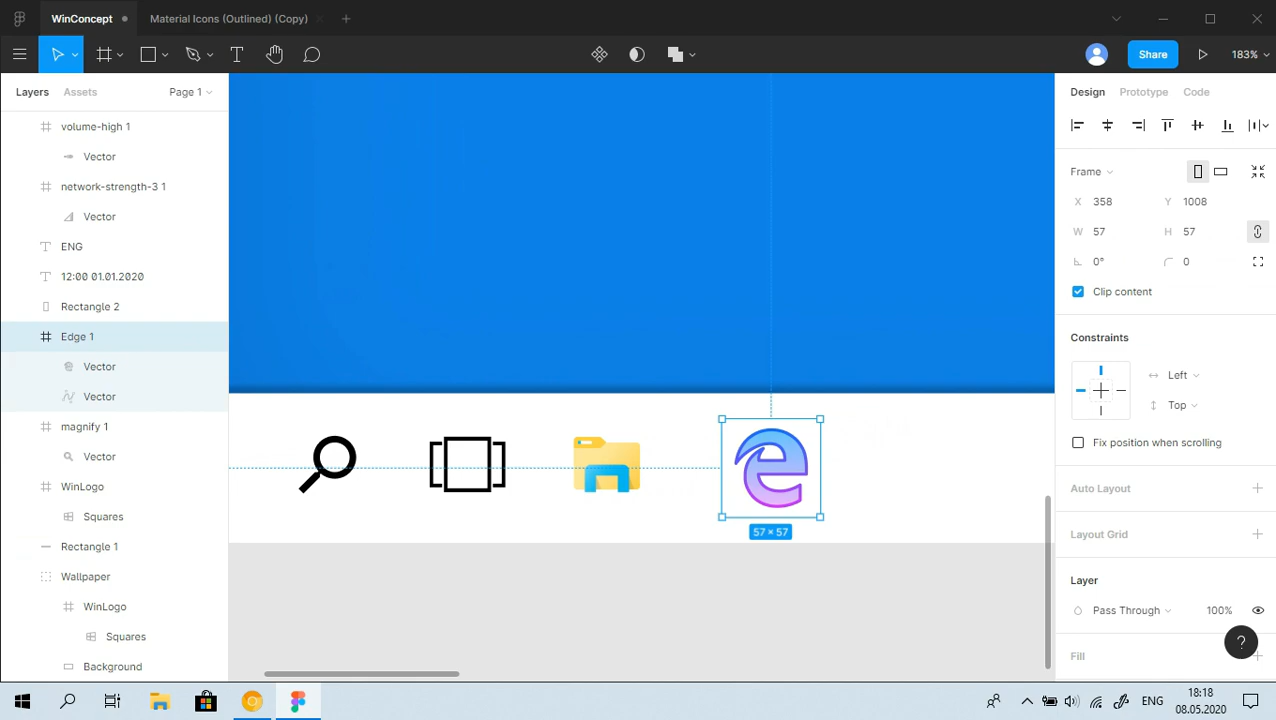 WinConcept
Material Icons (Outlined) (Copy)
Share
183%
Layers
Assets
Page 1
volume-high 1
Vector
network-strength-3 1
Vector
ENG
12:00 01.01.2020
Rectangle 2
Edge 1
Vector
Vector
magnify 1
Vector
WinLogo
Squares
Rectangle 1
Wallpaper
WinLogo
Squares
Background
57 × 57
Design
Prototype
Code
Frame
X 358
Y 1008
W 57
H 57
0°
0
Clip content
Constraints
Left
Top
Fix position when scrolling
Auto Layout
Layout Grid
Layer
Pass Through
100%
?
Fill
ENG
18:18
08.05.2020